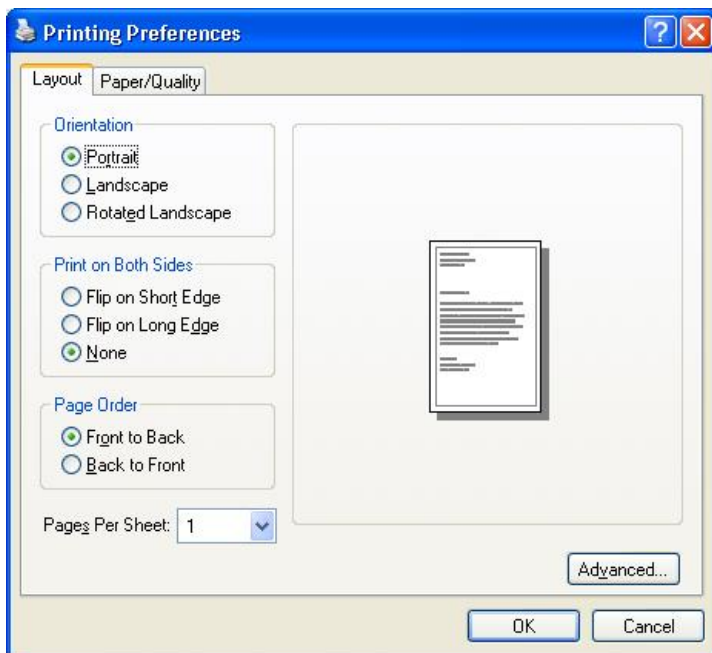 Printing Preferences
Layout
Paper/Quality
Orientation
Portrait
Landscape
Rotated Landscape
Print on Both Sides
Flip on Short Edge
Flip on Long Edge
None
Page Order
Front to Back
Back to Front
Pages Per Sheet: 1
Advanced...
OK
Cancel